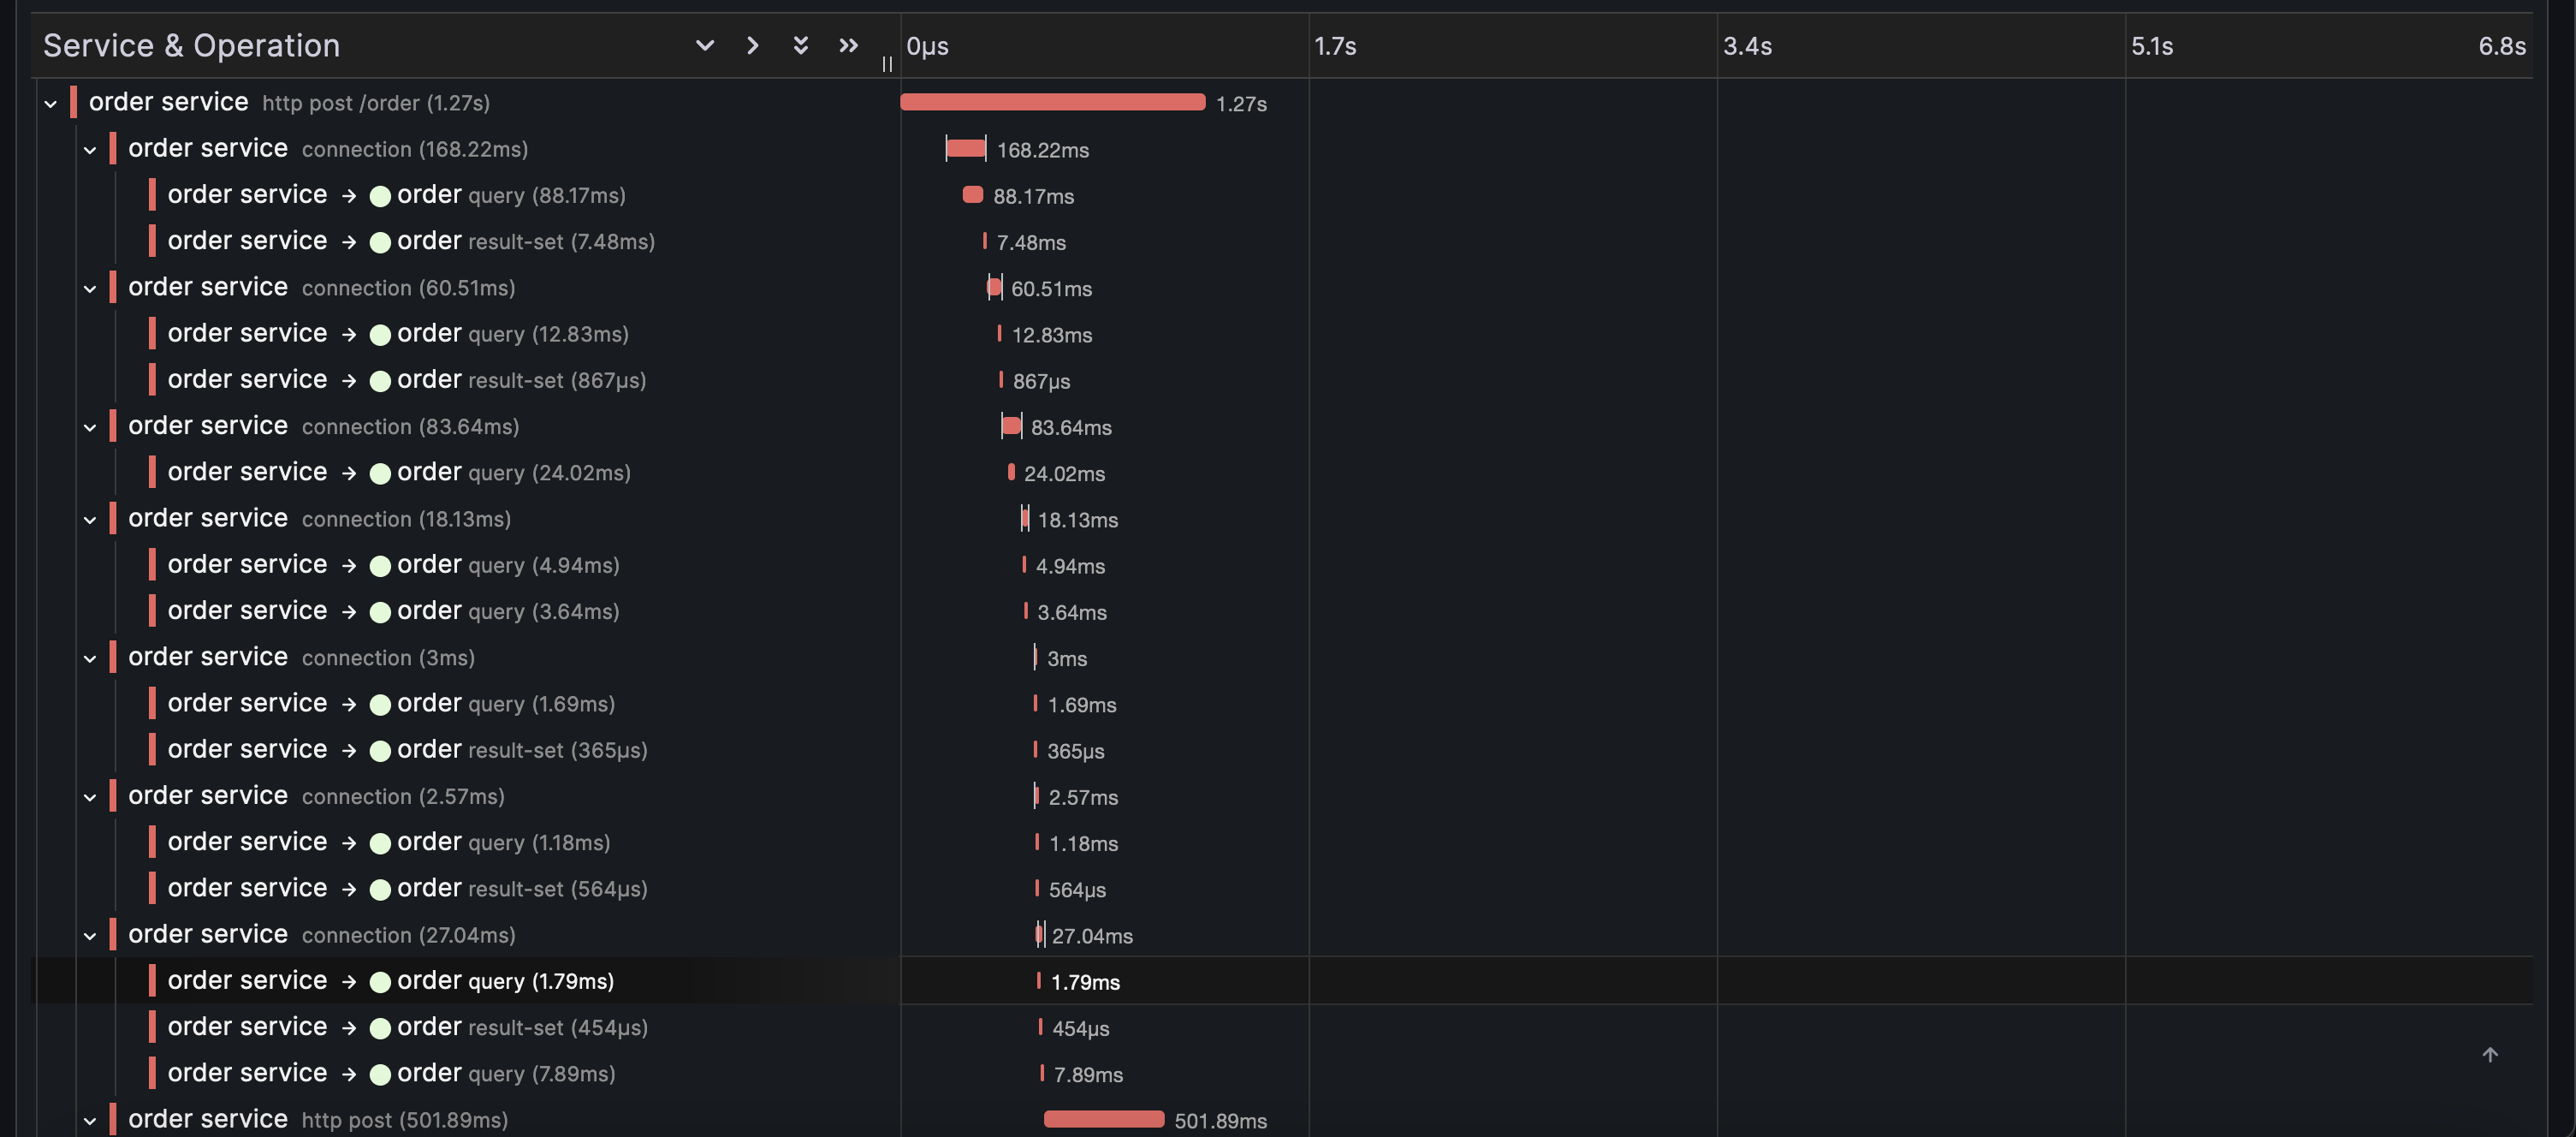 Service & Operation 0μs 1.7s 3.4s 5.1s 6.8s
order service http post /order (1.27s) 1.27s
order service connection (168.22ms) 168.22ms
order service → order query (88.17ms) 88.17ms
order service → order result-set (7.48ms) 7.48ms
order service connection (60.51ms) 60.51ms
order service → order query (12.83ms) 12.83ms
order service → order result-set (867μs) 867μs
order service connection (83.64ms) 83.64ms
order service → order query (24.02ms) 24.02ms
order service connection (18.13ms) 18.13ms
order service → order query (4.94ms) 4.94ms
order service → order query (3.64ms) 3.64ms
order service connection (3ms) 3ms
order service → order query (1.69ms) 1.69ms
order service → order result-set (365μs) 365μs
order service connection (2.57ms) 2.57ms
order service → order query (1.18ms) 1.18ms
order service → order result-set (564μs) 564μs
order service connection (27.04ms) 27.04ms
order service → order query (1.79ms) 1.79ms
order service → order result-set (454μs) 454μs
order service → order query (7.89ms) 7.89ms
order service http post (501.89ms) 501.89ms